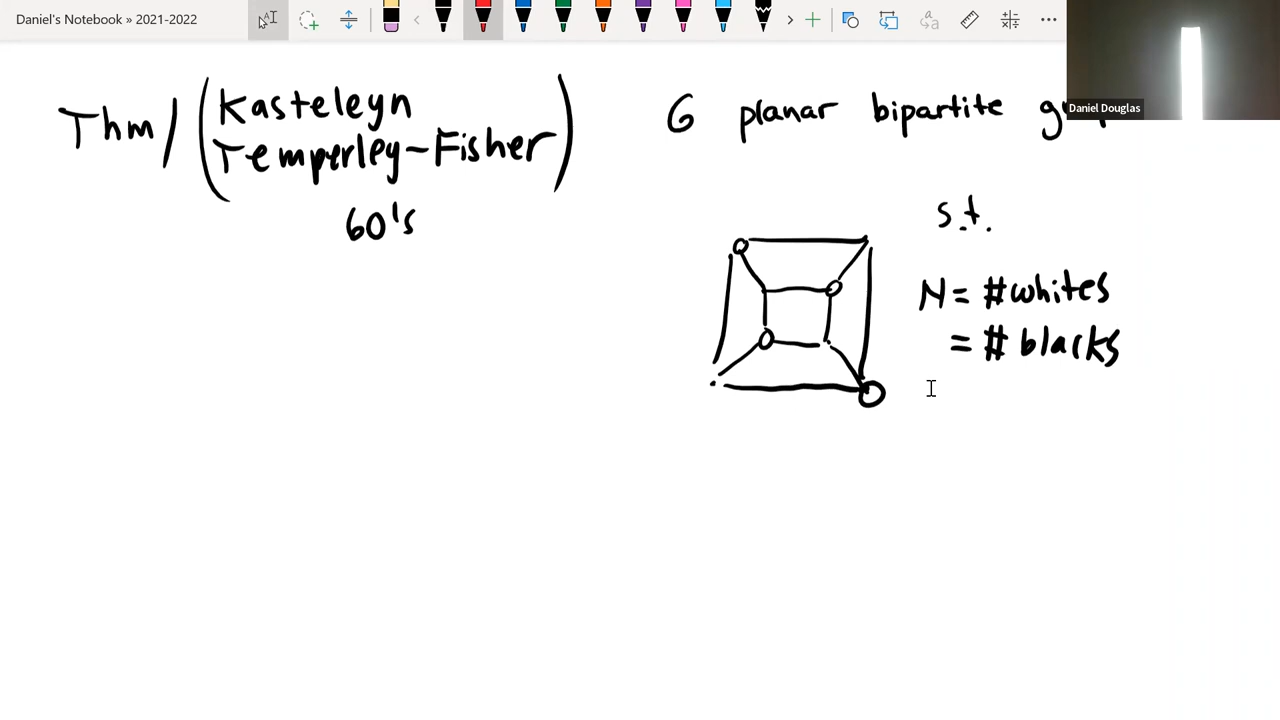 Daniel's Notebook » 2021-2022
Daniel Douglas
Thm/ (Kasteleyn
Temperley-Fisher)
60's
G planar bipartite
s.t.
N = #whites
= # blacks